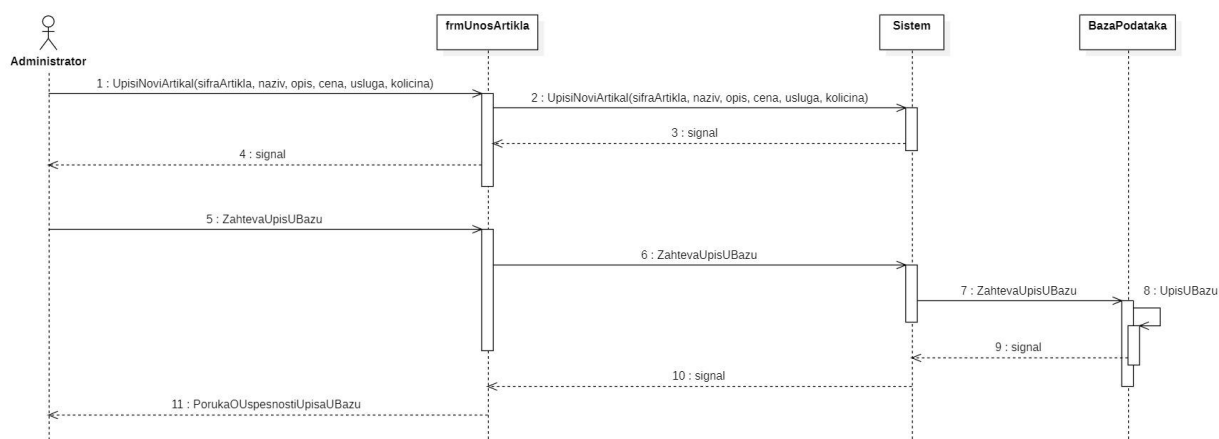 Administrator
frmUnosArtikla
Sistem
BazaPodataka
1 : UpisiNoviArtikal(sifraArtikla, naziv, opis, cena, usluga, kolicina)
2 : UpisiNoviArtikal(sifraArtikla, naziv, opis, cena, usluga, kolicina)
3 : signal
4 : signal
5 : ZahtevaUpisUBazu
6 : ZahtevaUpisUBazu
7 : ZahtevaUpisUBazu
8 : UpisUBazu
9 : signal
10 : signal
11 : PorukaOUspesnostiUpisaUBazu